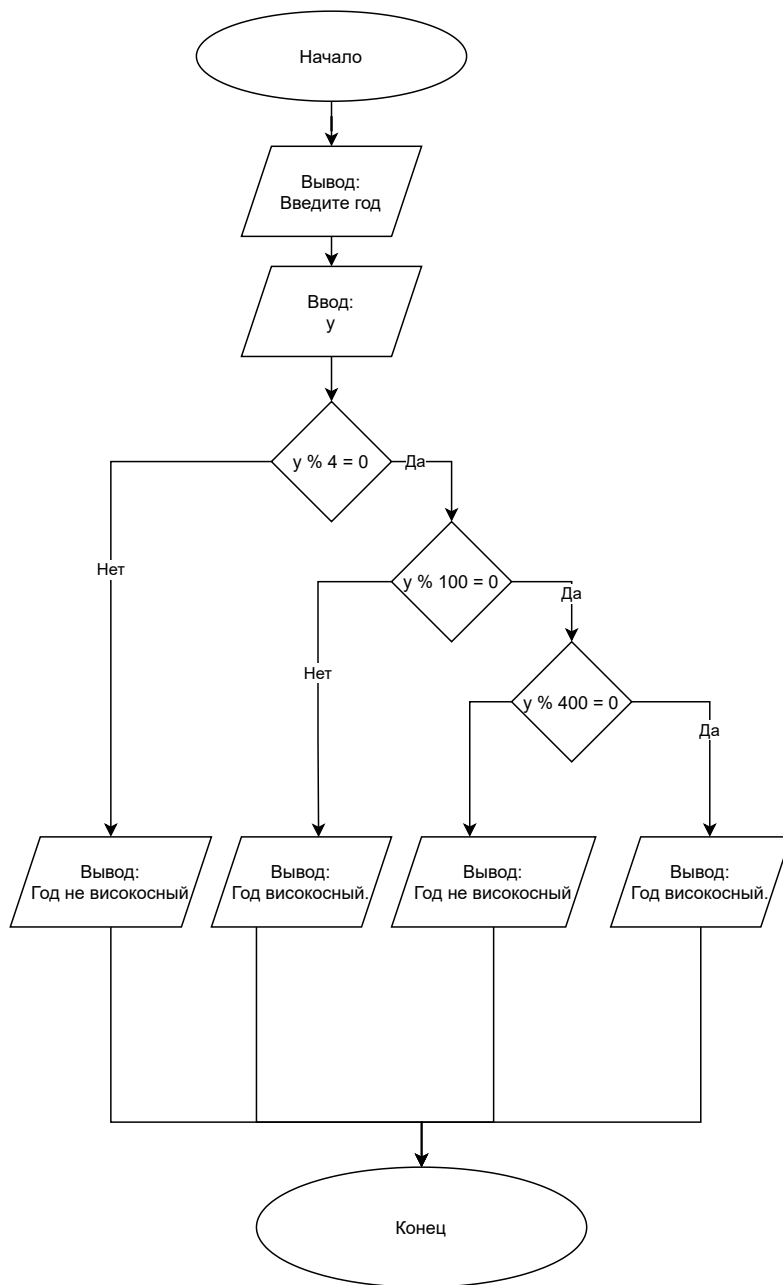 Начало
Вывод:
Введите год
Ввод:
y
y % 4 = 0
Да
Нет
y % 100 = 0
Да
Нет
y % 400 = 0
Да
Вывод:
Год не високосный
Вывод:
Год високосный.
Вывод:
Год не високосный
Вывод:
Год високосный.
Конец